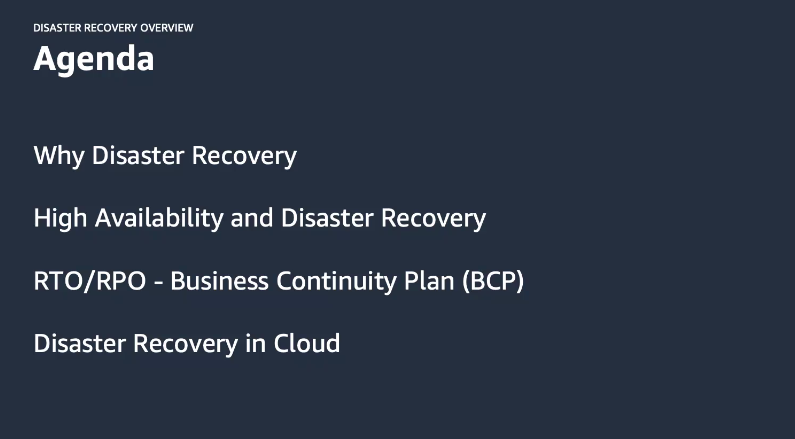 DISASTER RECOVERY OVERVIEW
Agenda
Why Disaster Recovery
High Availability and Disaster Recovery
RTO/RPO - Business Continuity Plan (BCP)
Disaster Recovery in Cloud